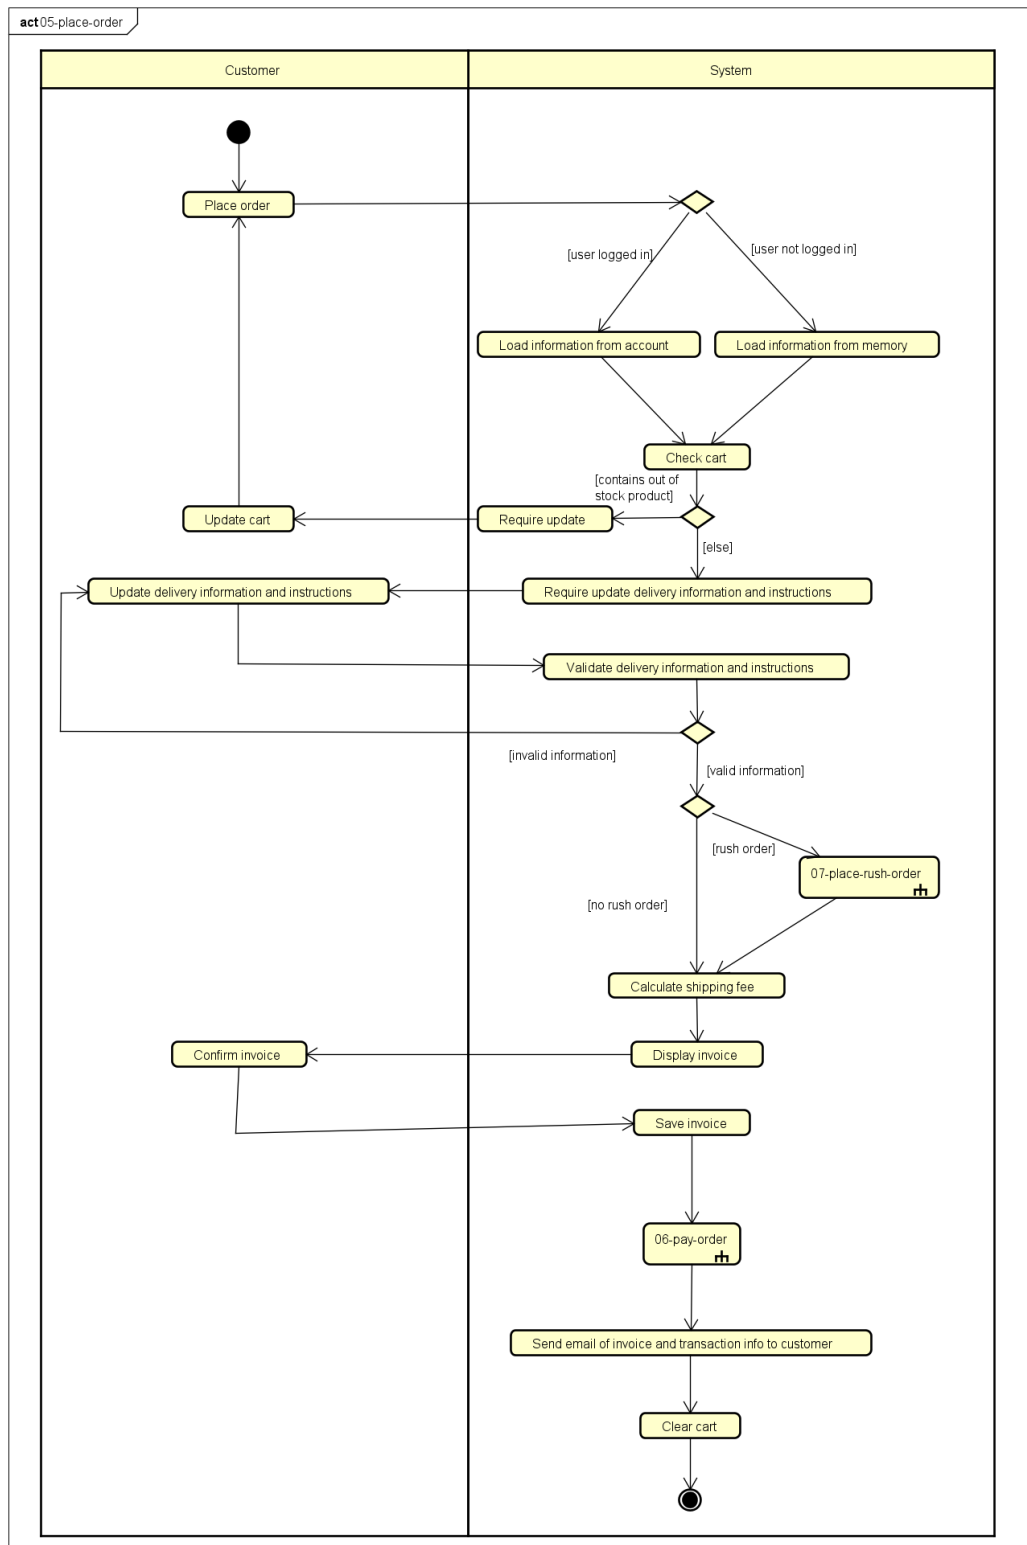 act 05-place-order
Customer
System
Place order
[user logged in]
[user not logged in]
Load information from account
Load information from memory
Check cart
[contains out of
stock product]
Update cart
Require update
[else]
Update delivery information and instructions
Require update delivery information and instructions
Validate delivery information and instructions
[invalid information]
[valid information]
[rush order]
07-place-rush-order
[no rush order]
Calculate shipping fee
Confirm invoice
Display invoice
Save invoice
06-pay-order
Send email of invoice and transaction info to customer
Clear cart